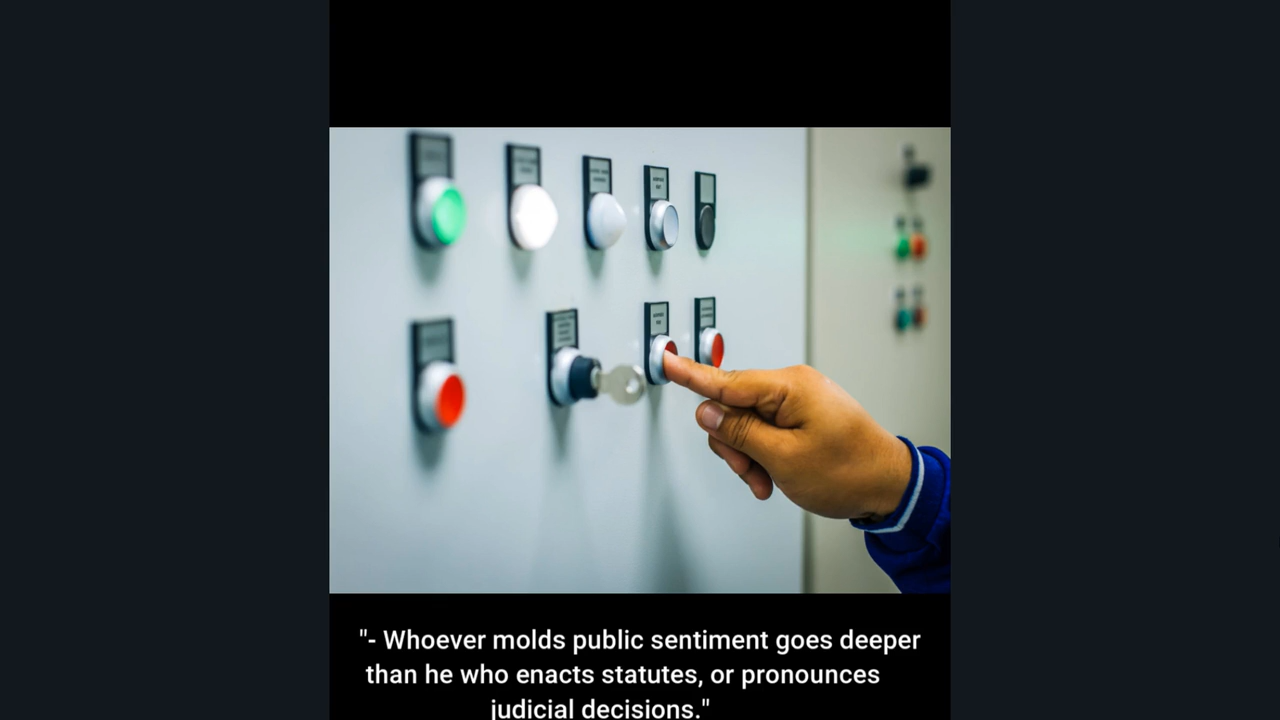 "- Whoever molds public sentiment goes deeper
than he who enacts statutes, or pronounces
judicial decisions."